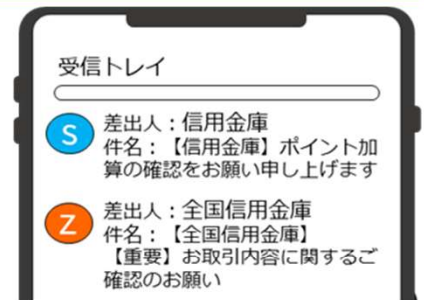 受信トレイ
S
差出人：信用金庫
件名：【信用金庫】ポイント加
算の確認をお願い申し上げます
Z
差出人：全国信用金庫
件名：【全国信用金庫】
【重要】お取引内容に関するご
確認のお願い